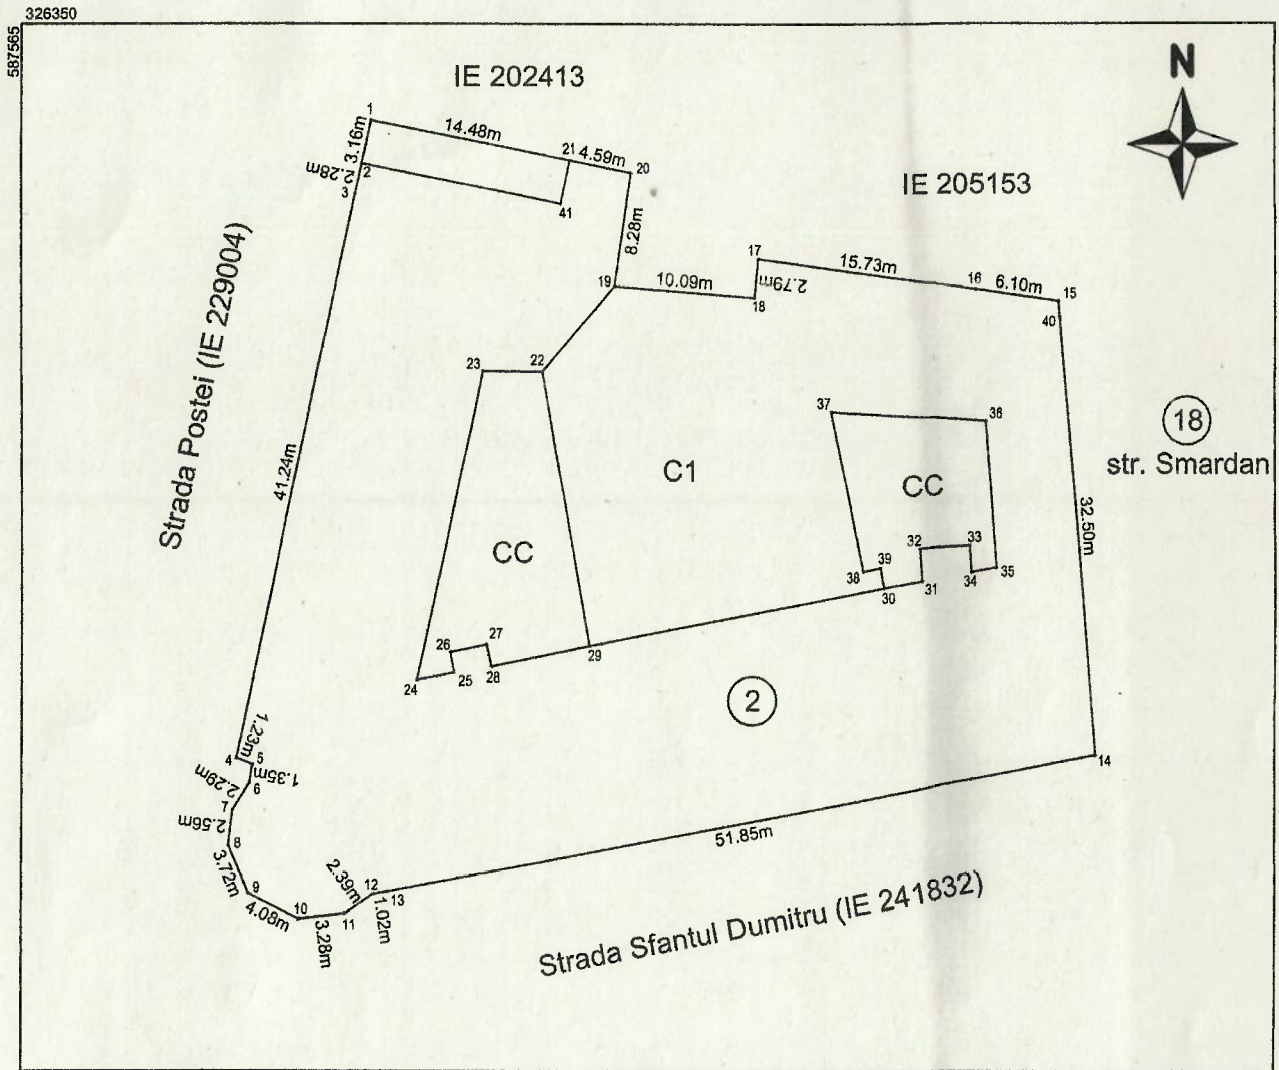 326350
587565
IE 202413
N
1
14.48m
3.16m
21
4.59m
20
2
2.28m
3
41
IE 205153
8.28m
17
15.73m
16
6.10m
15
19
10.09m
2.79m
18
40
Strada Postei (IE 229004)
23
22
37
36
18
str. Smardan
41.24m
C1
CC
CC
32.50m
32
33
39
38
34
35
30
31
27
26
29
28
25
24
2
1.23m
4
5
1.35m
6
2.29m
7
2.56m
8
3.72m
9
4.08m
10
3.28m
11
2.39m
12
13
1.02m
51.85m
14
Strada Sfantul Dumitru (IE 241832)